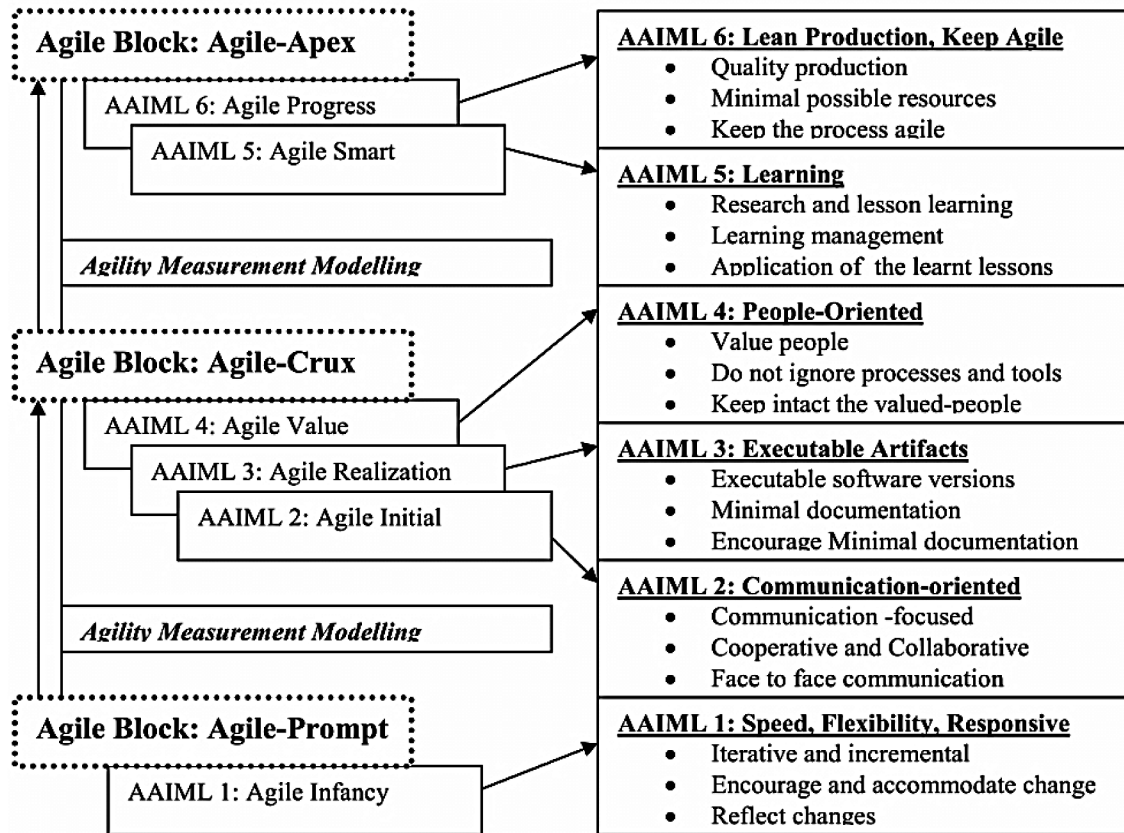 Agile Block: Agile-Apex
AAIML 6: Agile Progress
AAIML 5: Agile Smart
Agility Measurement Modelling
Agile Block: Agile-Crux
AAIML 4: Agile Value
AAIML 3: Agile Realization
AAIML 2: Agile Initial
Agility Measurement Modelling
Agile Block: Agile-Prompt
AAIML 1: Agile Infancy
AAIML 6: Lean Production, Keep Agile
• Quality production
• Minimal possible resources
• Keep the process agile
AAIML 5: Learning
• Research and lesson learning
• Learning management
• Application of the learnt lessons
AAIML 4: People-Oriented
• Value people
• Do not ignore processes and tools
• Keep intact the valued-people
AAIML 3: Executable Artifacts
• Executable software versions
• Minimal documentation
• Encourage Minimal documentation
AAIML 2: Communication-oriented
• Communication -focused
• Cooperative and Collaborative
• Face to face communication
AAIML 1: Speed, Flexibility, Responsive
• Iterative and incremental
• Encourage and accommodate change
• Reflect changes